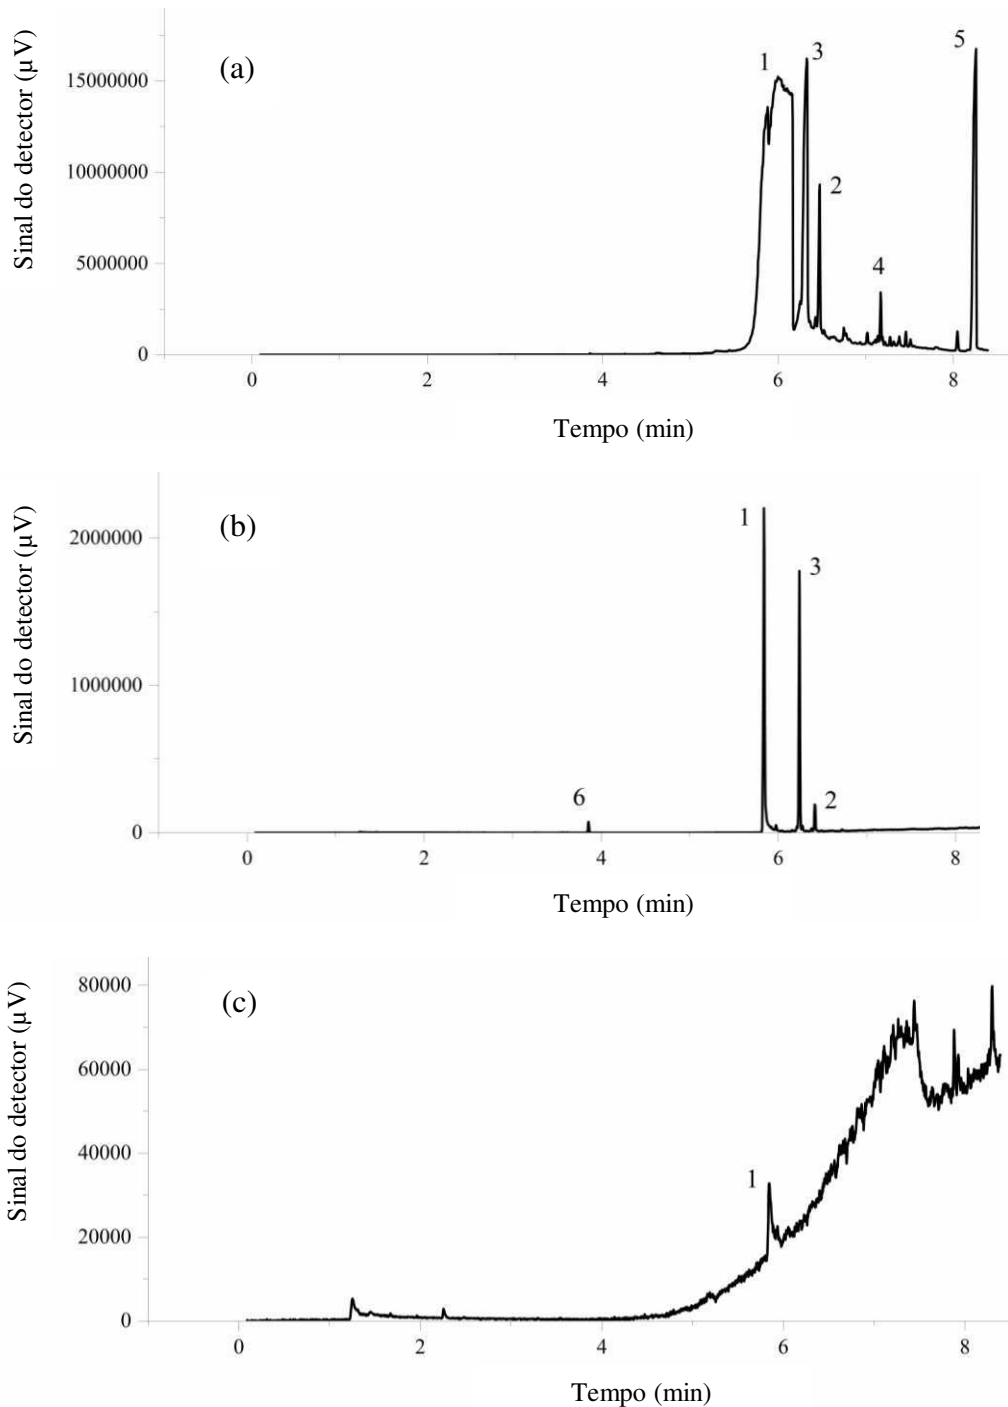 (a)
Sinal do detector (µV)
15000000
10000000
5000000
0
1
3
2
4
5
0 2 4 6 8
Tempo (min)
(b)
Sinal do detector (µV)
2000000
1000000
0
1
3
6
2
0 2 4 6 8
Tempo (min)
(c)
Sinal do detector (µV)
80000
60000
40000
20000
0
1
0 2 4 6 8
Tempo (min)